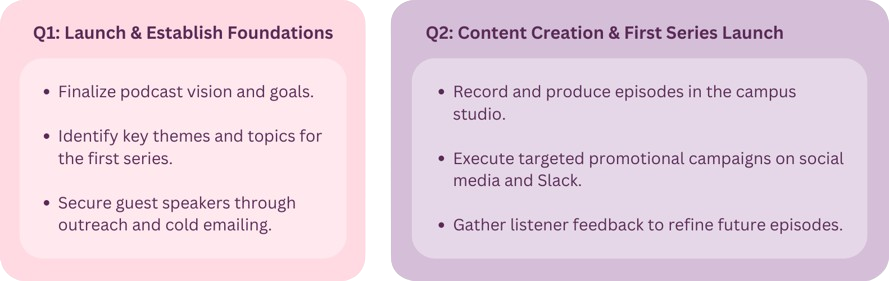 Q1: Launch & Establish Foundations
• Finalize podcast vision and goals.
• Identify key themes and topics for
the first series.
• Secure guest speakers through
outreach and cold emailing.
Q2: Content Creation & First Series Launch
• Record and produce episodes in the campus
studio.
• Execute targeted promotional campaigns on social
media and Slack.
• Gather listener feedback to refine future episodes.